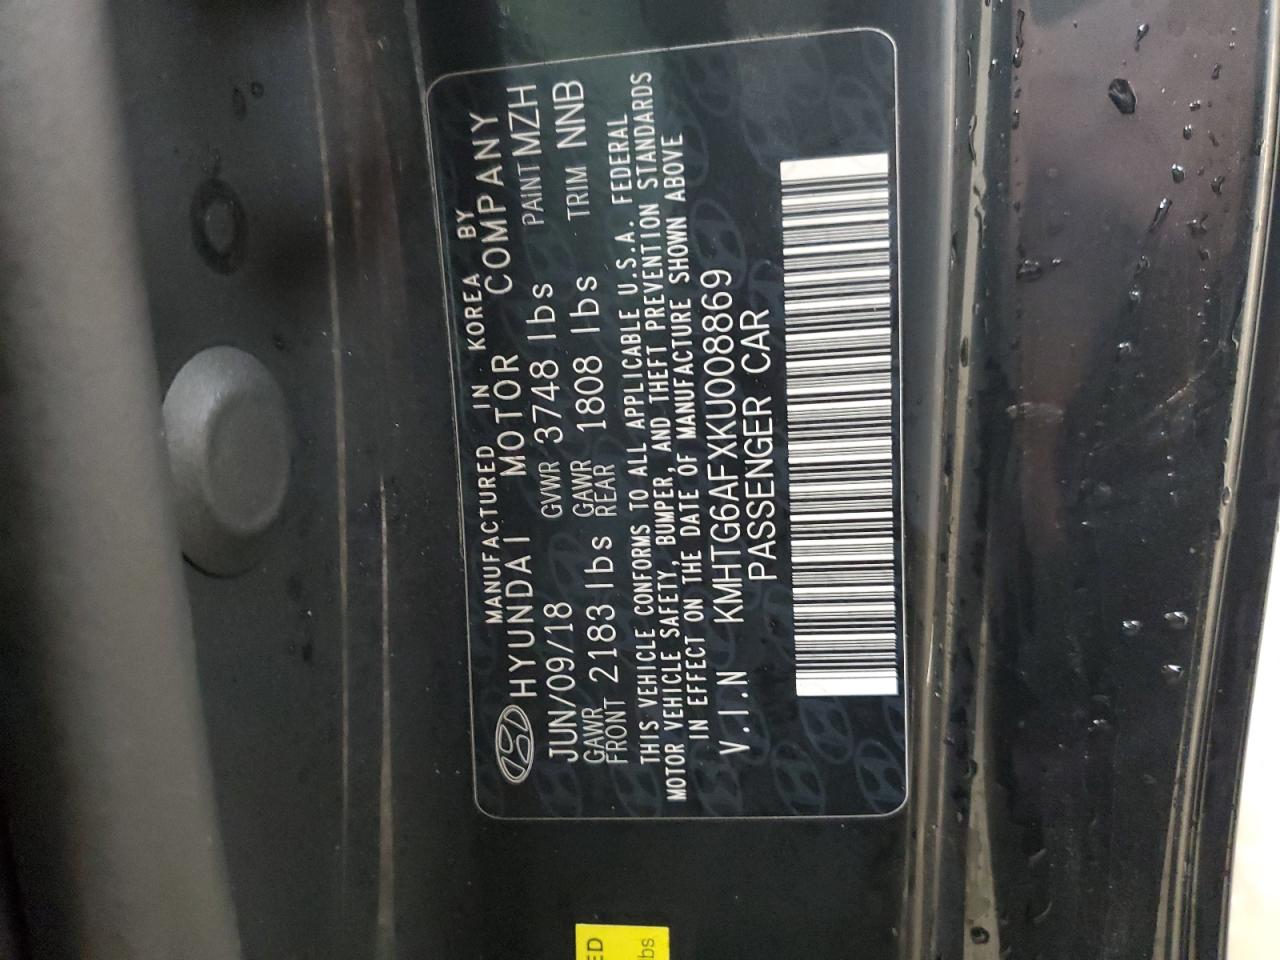 MANUFACTURED IN KOREA BY
HYUNDAI MOTOR COMPANY
JUN/09/18 GVWR 3748 lbs PAINT MZH
GAWR FRONT 2183 lbs GAWR REAR 1808 lbs TRIM NNB
THIS VEHICLE CONFORMS TO ALL APPLICABLE U.S.A. FEDERAL
MOTOR VEHICLE SAFETY, BUMPER, AND THEFT PREVENTION STANDARDS
IN EFFECT ON THE DATE OF MANUFACTURE SHOWN ABOVE
V.I.N KMHTG6AFXKU008869
PASSENGER CAR
ED
bs